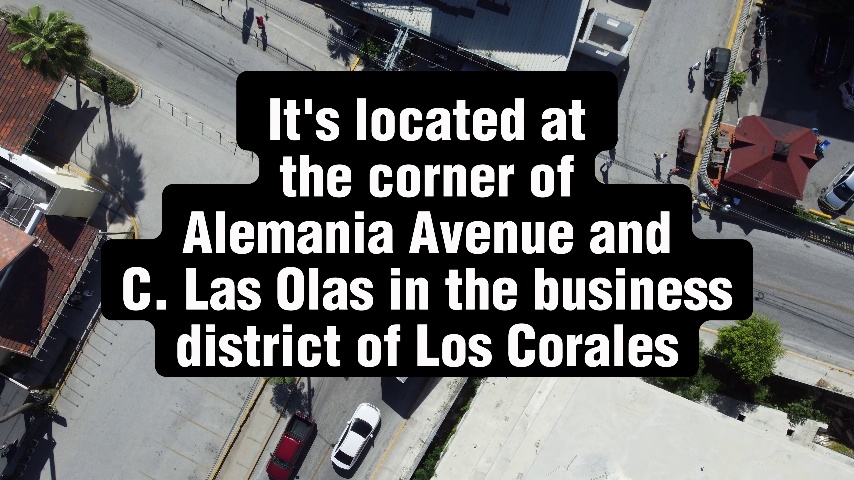 It's located at
the corner of
Alemania Avenue and
C. Las Olas in the business
district of Los Corales